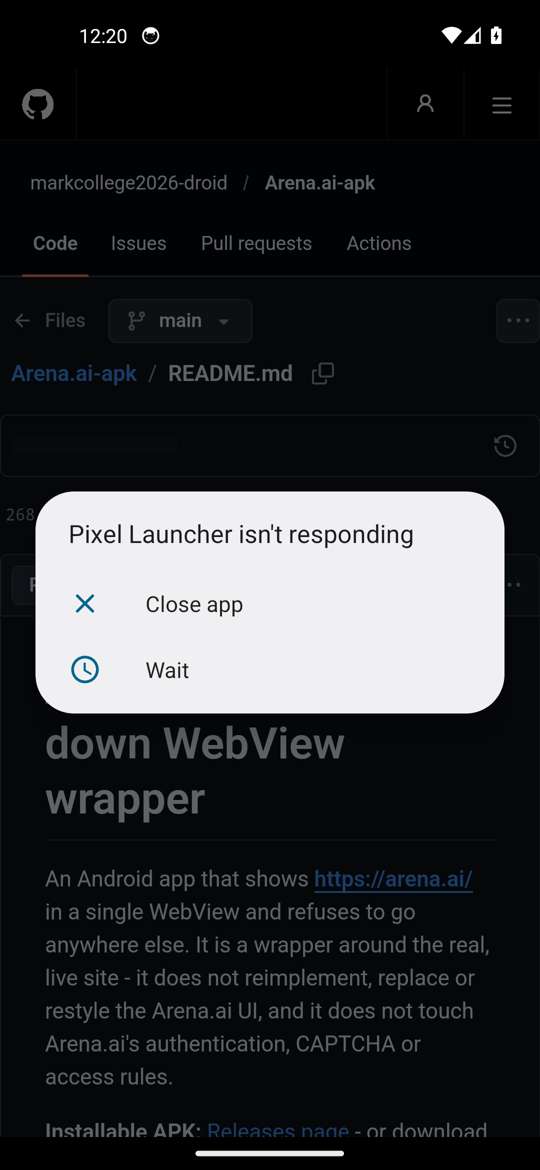 12:20
markcollege2026-droid / Arena.ai-apk
Code Issues Pull requests Actions
Files main
Arena.ai-apk / README.md
268
Pixel Launcher isn't responding
Close app
Wait
down WebView
wrapper
An Android app that shows https://arena.ai/
in a single WebView and refuses to go
anywhere else. It is a wrapper around the real,
live site - it does not reimplement, replace or
restyle the Arena.ai UI, and it does not touch
Arena.ai's authentication, CAPTCHA or
access rules.
Installable APK: Releases page - or download